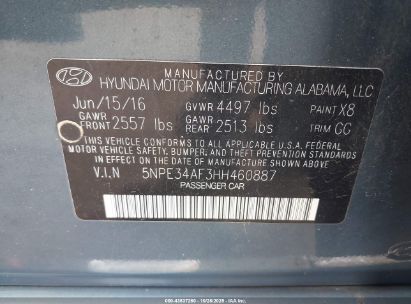 MANUFACTURED BY
HYUNDAI MOTOR MANUFACTURING ALABAMA, LLC
Jun/15/16 GVWR 4497 lbs PAINT X8
GAWR FRONT 2557 lbs GAWR REAR 2513 lbs TRIM GC
THIS VEHICLE CONFORMS TO ALL APPLICABLE U.S.A. FEDERAL
MOTOR VEHICLE SAFETY, BUMPER, AND THEFT PREVENTION STANDARDS
IN EFFECT ON THE DATE OF MANUFACTURE SHOWN ABOVE
V.I.N 5NPE34AF3HH460887
PASSENGER CAR